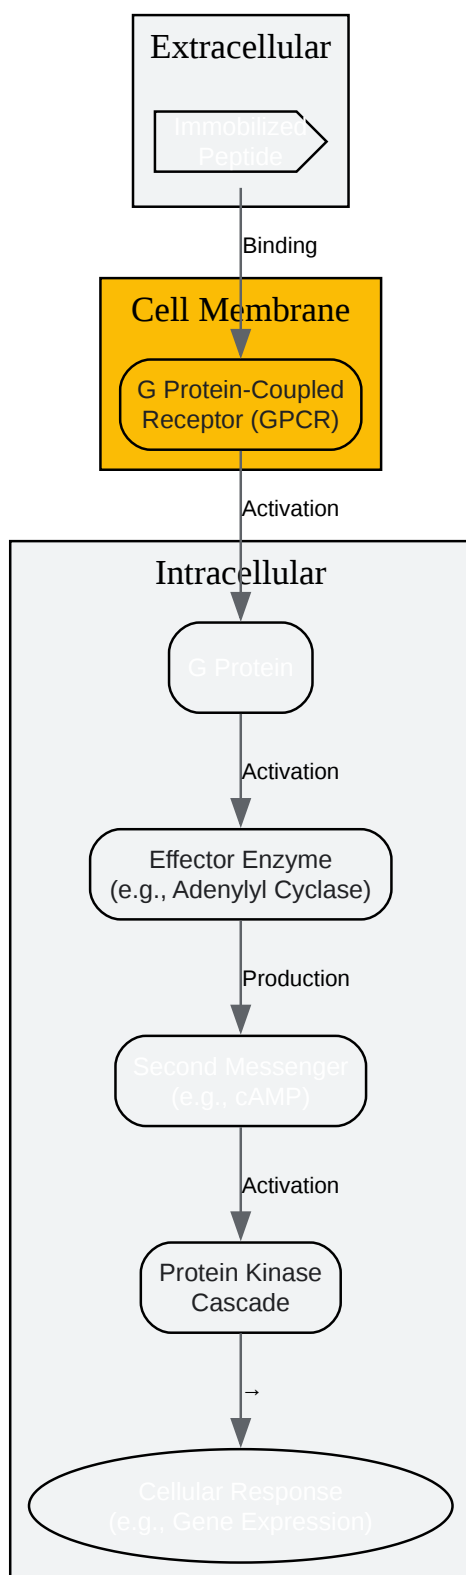 Extracellular
Immobilized
Peptide
Binding
Cell Membrane
G Protein-Coupled
Receptor (GPCR)
Activation
Intracellular
G Protein
Activation
Effector Enzyme
(e.g., Adenylyl Cyclase)
Production
Second Messenger
(e.g., cAMP)
Activation
Protein Kinase
Cascade
→
Cellular Response
(e.g., Gene Expression)